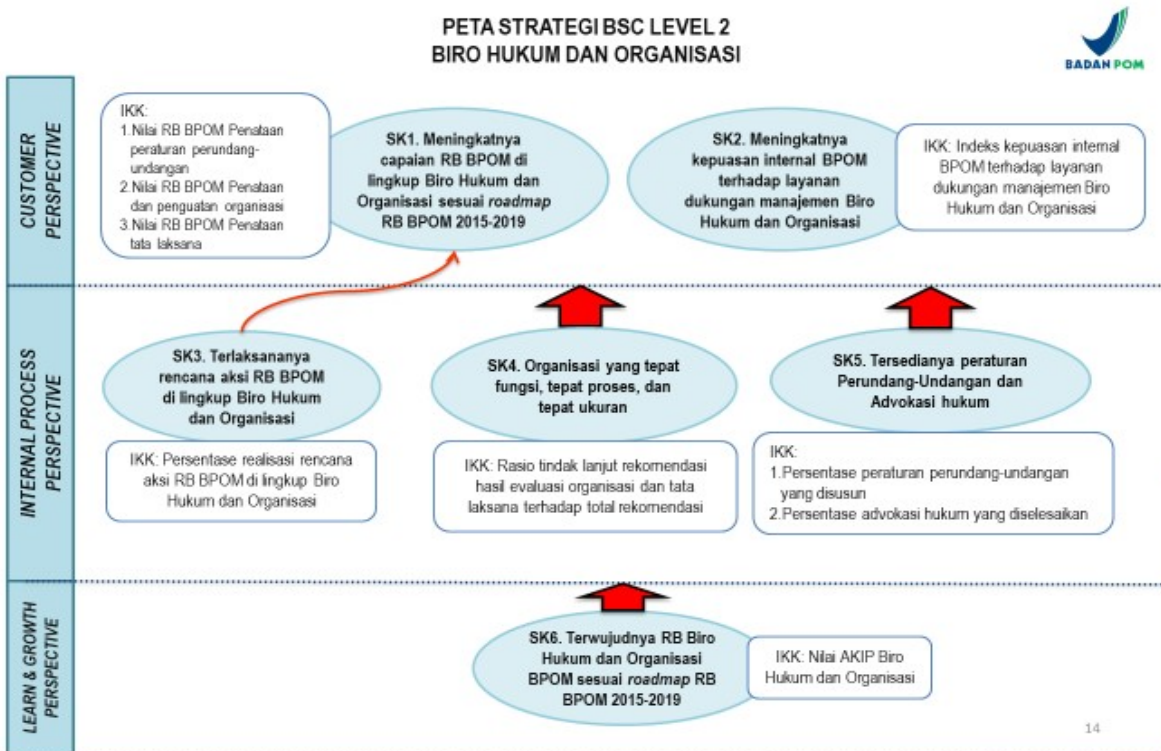 PETA STRATEGI BSC LEVEL 2
BIRO HUKUM DAN ORGANISASI
BADAN POM
CUSTOMER
PERSPECTIVE
IKK:
1.Nilai RB BPOM Penataan
peraturan perundang-
undangan
2.Nilai RB BPOM Penataan
dan penguatan organisasi
3.Nilai RB BPOM Penataan
tata laksana
SK1. Meningkatnya
capaian RB BPOM di
lingkup Biro Hukum dan
Organisasi sesuai roadmap
RB BPOM 2015-2019
SK2. Meningkatnya
kepuasan internal BPOM
terhadap layanan
dukungan manajemen Biro
Hukum dan Organisasi
IKK: Indeks kepuasan internal
BPOM terhadap layanan
dukungan manajemen Biro
Hukum dan Organisasi
INTERNAL PROCESS
PERSPECTIVE
SK3. Terlaksananya
rencana aksi RB BPOM
di lingkup Biro Hukum
dan Organisasi
IKK: Persentase realisasi rencana
aksi RB BPOM di lingkup Biro
Hukum dan Organisasi
SK4. Organisasi yang tepat
fungsi, tepat proses, dan
tepat ukuran
IKK: Rasio tindak lanjut rekomendasi
hasil evaluasi organisasi dan tata
laksana terhadap total rekomendasi
SK5. Tersedianya peraturan
Perundang-Undangan dan
Advokasi hukum
IKK:
1.Persentase peraturan perundang-undangan
yang disusun
2.Persentase advokasi hukum yang diselesaikan
LEARN & GROWTH
PERSPECTIVE
SK6. Terwujudnya RB Biro
Hukum dan Organisasi
BPOM sesuai roadmap RB
BPOM 2015-2019
IKK: Nilai AKIP Biro
Hukum dan Organisasi
14